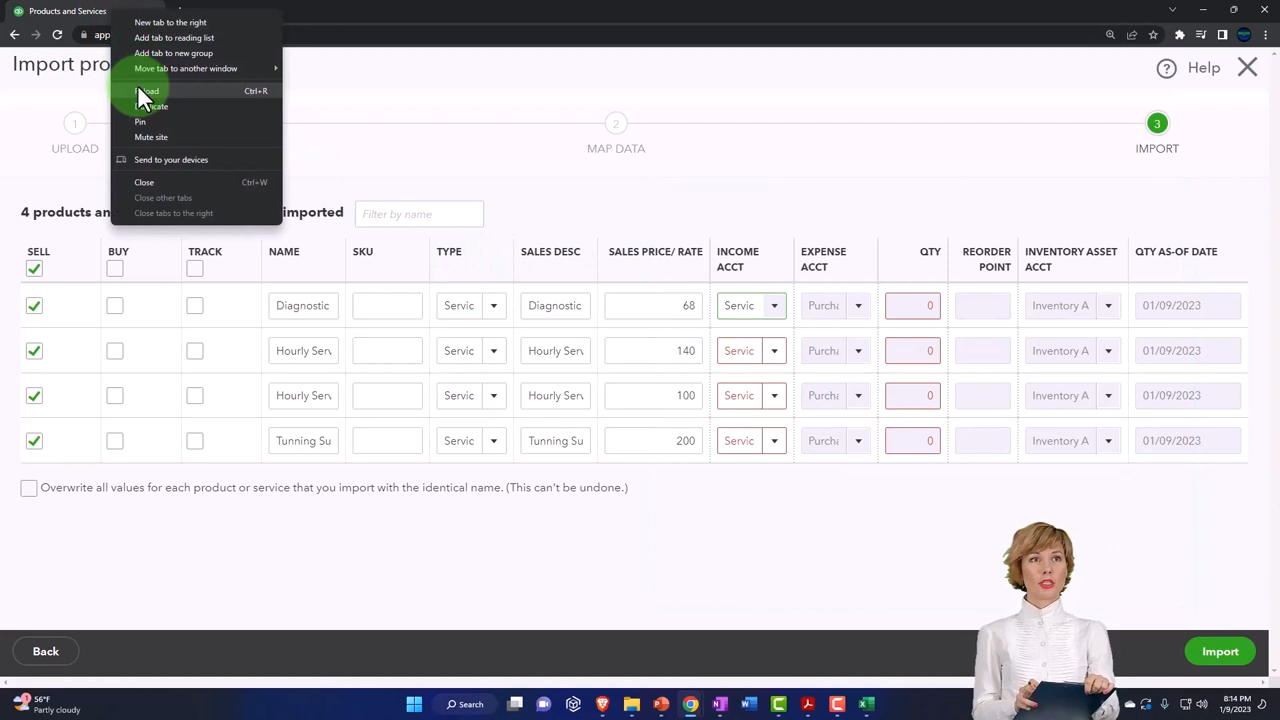 Products and Services
New tab to the right
Add tab to reading list
Add tab to new group
Move tab to another window
Reload Ctrl+R
Duplicate
Pin
Mute site
Send to your devices
Close Ctrl+W
Close other tabs
Close tabs to the right
app
Import pro
Help
1 2 3
UPLOAD MAP DATA IMPORT
4 products an imported Filter by name
SELL BUY TRACK NAME SKU TYPE SALES DESC SALES PRICE/ RATE INCOME ACCT EXPENSE ACCT QTY REORDER POINT INVENTORY ASSET ACCT QTY AS-OF DATE
Diagnostic Servic Diagnostic 68 Servic Purcha 0 Inventory A 01/09/2023
Hourly Serv Servic Hourly Serv 140 Servic Purcha 0 Inventory A 01/09/2023
Hourly Serv Servic Hourly Serv 100 Servic Purcha 0 Inventory A 01/09/2023
Tunning Su Servic Tunning Su 200 Servic Purcha 0 Inventory A 01/09/2023
Overwrite all values for each product or service that you import with the identical name. (This can't be undone.)
Back Import
1
56°F
Partly cloudy
Search
8:14 PM
1/9/2023